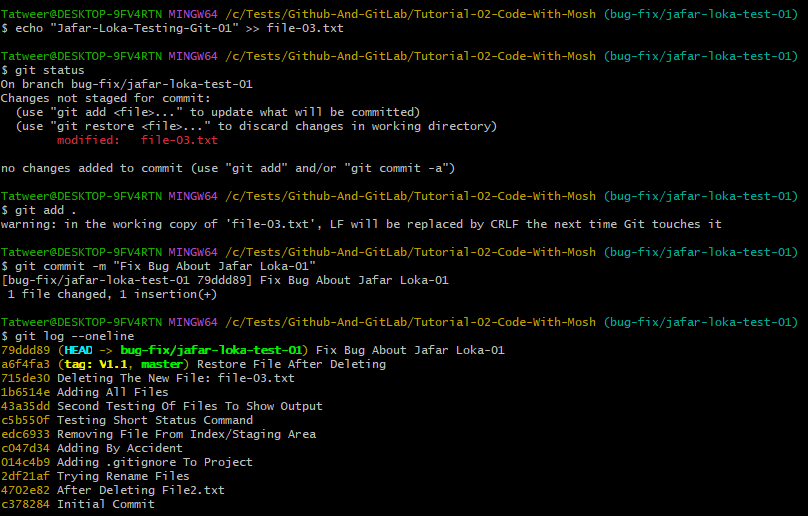 Tatweer@DESKTOP-9FV4RTN MINGW64 /c/Tests/Github-And-GitLab/Tutorial-02-Code-With-Mosh (bug-fix/jafar-loka-test-01)
$ echo "Jafar-Loka-Testing-Git-01" >> file-03.txt
Tatweer@DESKTOP-9FV4RTN MINGW64 /c/Tests/Github-And-GitLab/Tutorial-02-Code-With-Mosh (bug-fix/jafar-loka-test-01)
$ git status
On branch bug-fix/jafar-loka-test-01
Changes not staged for commit:
  (use "git add <file>..." to update what will be committed)
  (use "git restore <file>..." to discard changes in working directory)
        modified:   file-03.txt
no changes added to commit (use "git add" and/or "git commit -a")
Tatweer@DESKTOP-9FV4RTN MINGW64 /c/Tests/Github-And-GitLab/Tutorial-02-Code-With-Mosh (bug-fix/jafar-loka-test-01)
$ git add .
warning: in the working copy of 'file-03.txt', LF will be replaced by CRLF the next time Git touches it
Tatweer@DESKTOP-9FV4RTN MINGW64 /c/Tests/Github-And-GitLab/Tutorial-02-Code-With-Mosh (bug-fix/jafar-loka-test-01)
$ git commit -m "Fix Bug About Jafar Loka-01"
[bug-fix/jafar-loka-test-01 79ddd89] Fix Bug About Jafar Loka-01
 1 file changed, 1 insertion(+)
Tatweer@DESKTOP-9FV4RTN MINGW64 /c/Tests/Github-And-GitLab/Tutorial-02-Code-With-Mosh (bug-fix/jafar-loka-test-01)
$ git log --oneline
79ddd89 (HEAD -> bug-fix/jafar-loka-test-01) Fix Bug About Jafar Loka-01
a6f4fa3 (tag: V1.1, master) Restore File After Deleting
715de30 Deleting The New File: file-03.txt
1b6514e Adding All Files
43a35dd Second Testing Of Files To Show Output
c5b550f Testing Short Status Command
edc6933 Removing File From Index/Staging Area
c047d34 Adding By Accident
014c4b9 Adding .gitignore To Project
2df21af Trying Rename Files
4702e82 After Deleting File2.txt
c378284 Initial Commit